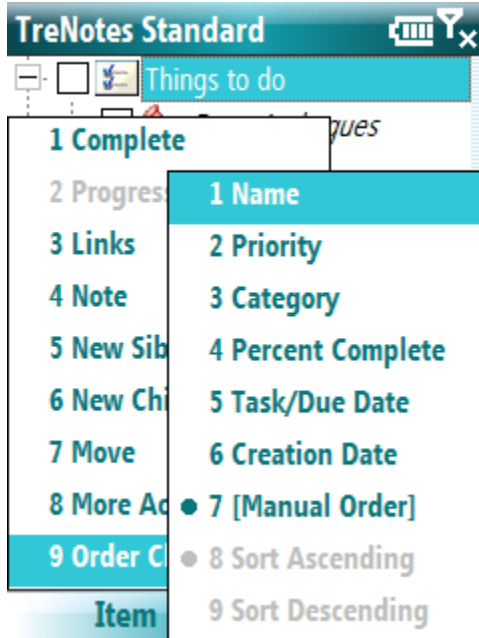 TreNotes Standard
Things to do
1 Complete
2 Progress
3 Links
4 Note
5 New Sib
6 New Chi
7 Move
8 More Ac
9 Order C
1 Name
2 Priority
3 Category
4 Percent Complete
5 Task/Due Date
6 Creation Date
7 [Manual Order]
8 Sort Ascending
9 Sort Descending
Item